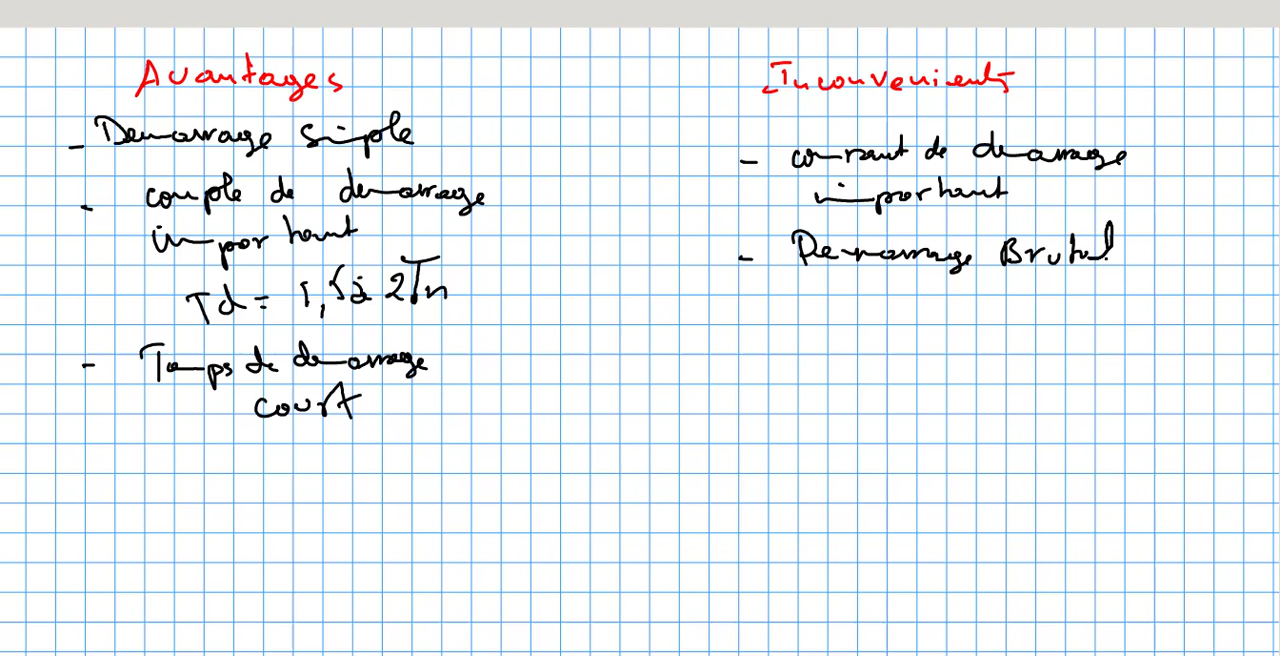 Avantages
- Demarrage simple
- couple de demarrage
important
Td = 1,5 à 2Tn
- Temps de demarrage
court
Inconvenients
- courant de demarrage
important
- Demarrage Brutal